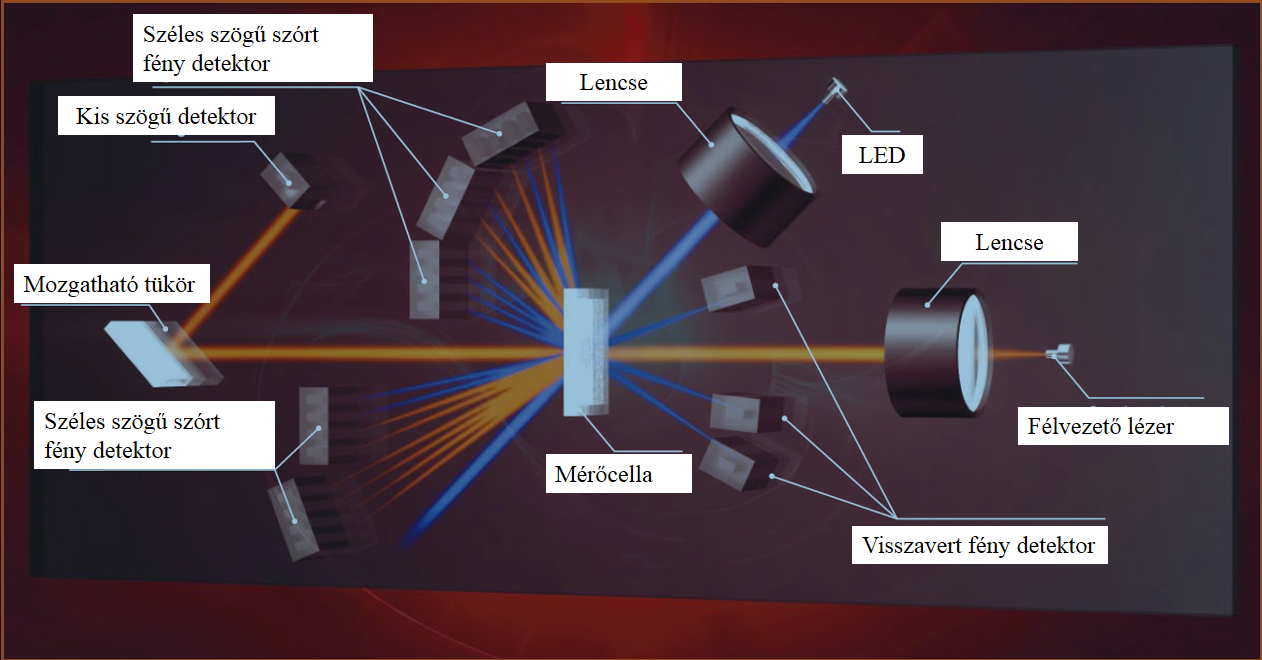 Széles szögű szórt
fény detektor
Kis szögű detektor
Lencse
LED
Lencse
Mozgatható tükör
Széles szögű szórt
fény detektor
Mérőcella
Félvezető lézer
Visszavert fény detektor